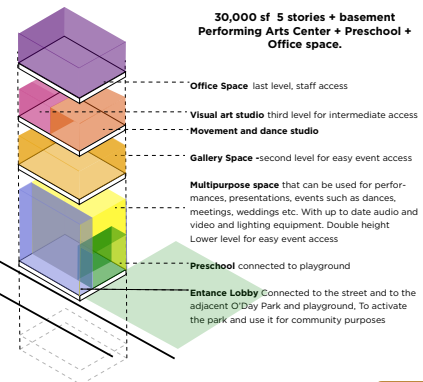 30,000 sf  5 stories + basement
Performing Arts Center + Preschool +
Office space.
Office Space  last level, staff access
Visual art studio third level for intermediate access
Movement and dance studio
Gallery Space -second level for easy event access
Multipurpose space that can be used for perfor-
mances, presentations, events such as dances,
meetings, weddings etc. With up to date audio and
video and lighting equipment. Double height
Lower level for easy event access
Preschool connected to playground
Entance Lobby Connected to the street and to the
adjacent O'Day Park and playground, To activate
the park and use it for community purposes